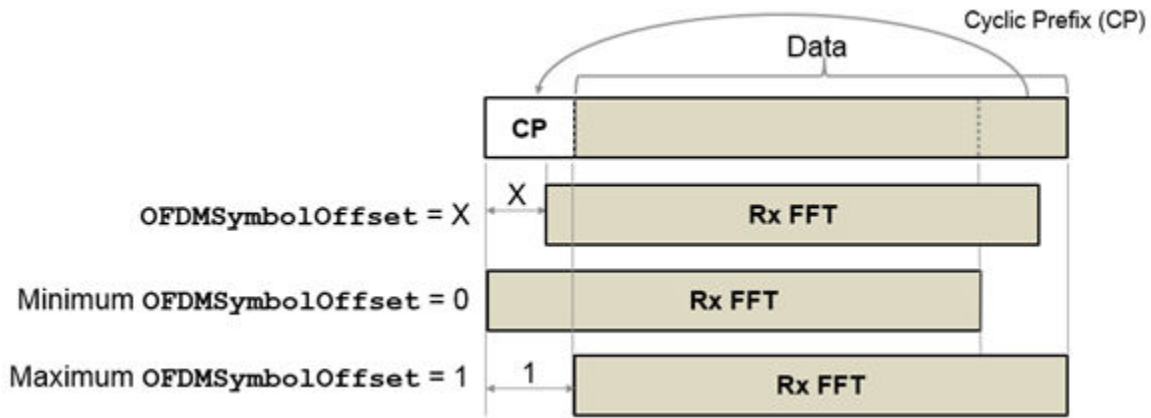 Cyclic Prefix (CP)
Data
CP
X
OFDMSymbolOffset = X
Rx FFT
Minimum OFDMSymbolOffset = 0
Rx FFT
Maximum OFDMSymbolOffset = 1
1
Rx FFT